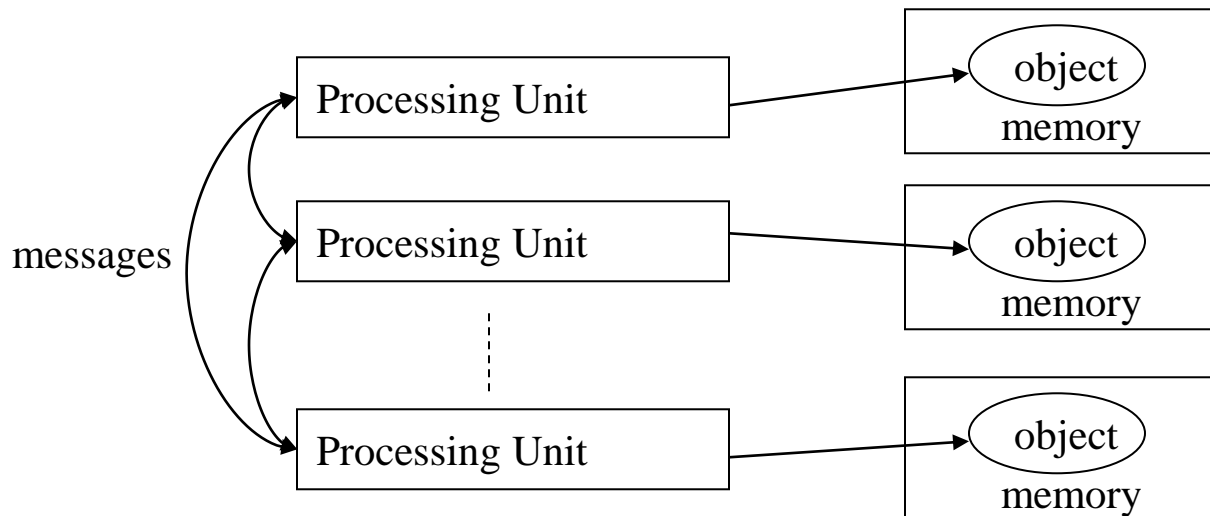 object
Processing Unit
memory
object
messages
Processing Unit
memory
object
Processing Unit
memory